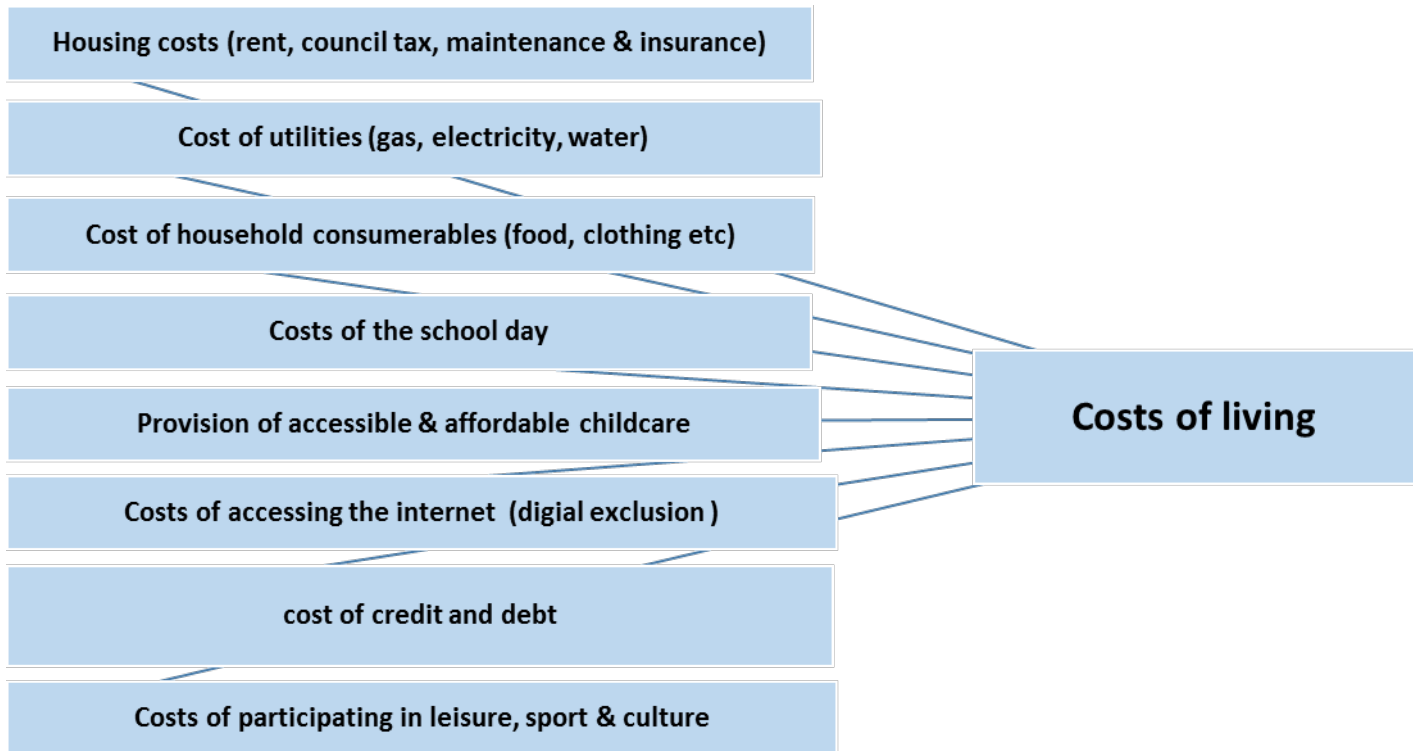 Housing costs (rent, council tax, maintenance & insurance)
Cost of utilities (gas, electricity, water)
Cost of household consumerables (food, clothing etc)
Costs of the school day
Provision of accessible & affordable childcare
Costs of accessing the internet (digial exclusion )
cost of credit and debt
Costs of participating in leisure, sport & culture
Costs of living